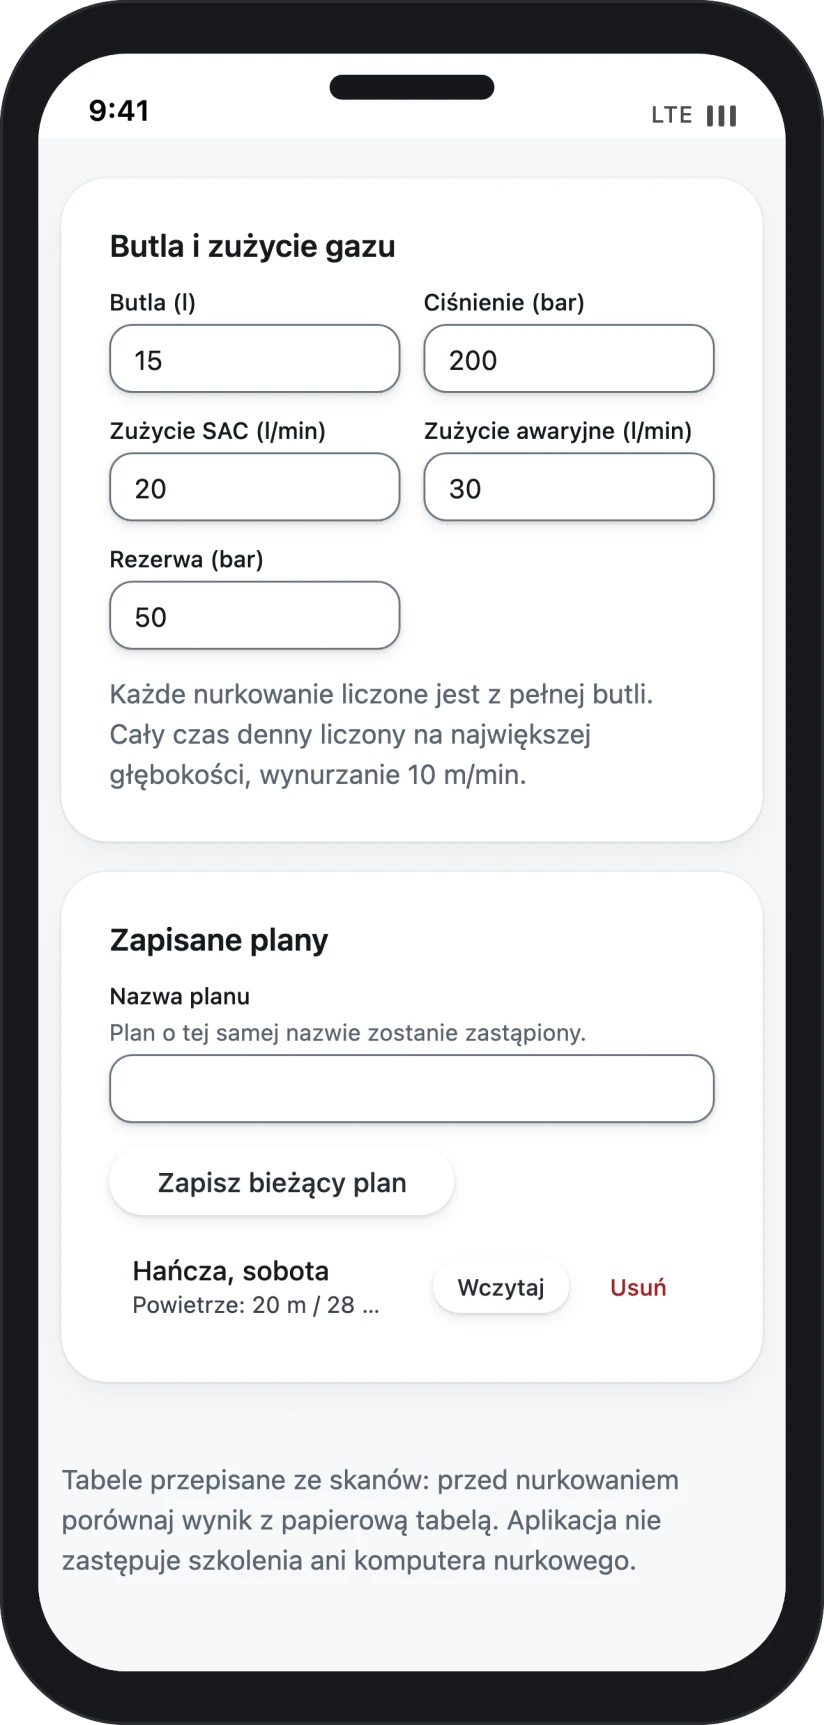 9:41
LTE
Butla i zużycie gazu
Butla (l)
Ciśnienie (bar)
15
200
Zużycie SAC (l/min)
Zużycie awaryjne (l/min)
20
30
Rezerwa (bar)
50
Każde nurkowanie liczone jest z pełnej butli.
Cały czas denny liczony na największej
głębokości, wynurzanie 10 m/min.
Zapisane plany
Nazwa planu
Plan o tej samej nazwie zostanie zastąpiony.
Zapisz bieżący plan
Hańcza, sobota
Powietrze: 20 m / 28 ...
Wczytaj
Usuń
Tabele przepisane ze skanów: przed nurkowaniem
porównaj wynik z papierową tabelą. Aplikacja nie
zastępuje szkolenia ani komputera nurkowego.